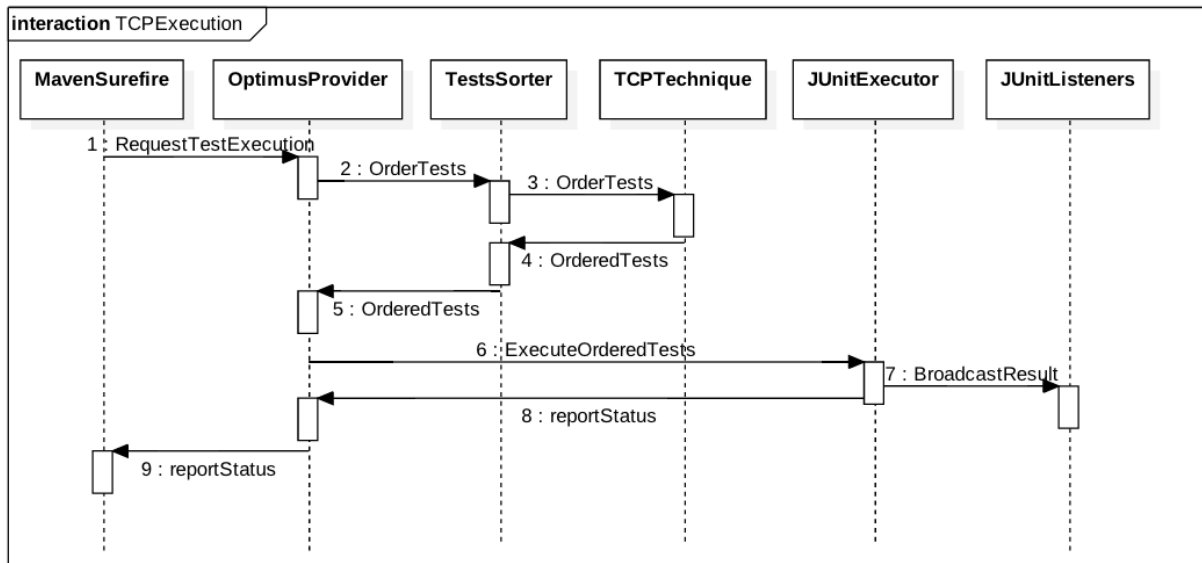 interaction TCPExecution
MavenSurefire
OptimusProvider
TestsSorter
TCPTechnique
JUnitExecutor
JUnitListeners
1 : RequestTestExecution
2 : OrderTests
3 : OrderTests
4 : OrderedTests
5 : OrderedTests
6 : ExecuteOrderedTests
7 : BroadcastResult
8 : reportStatus
9 : reportStatus